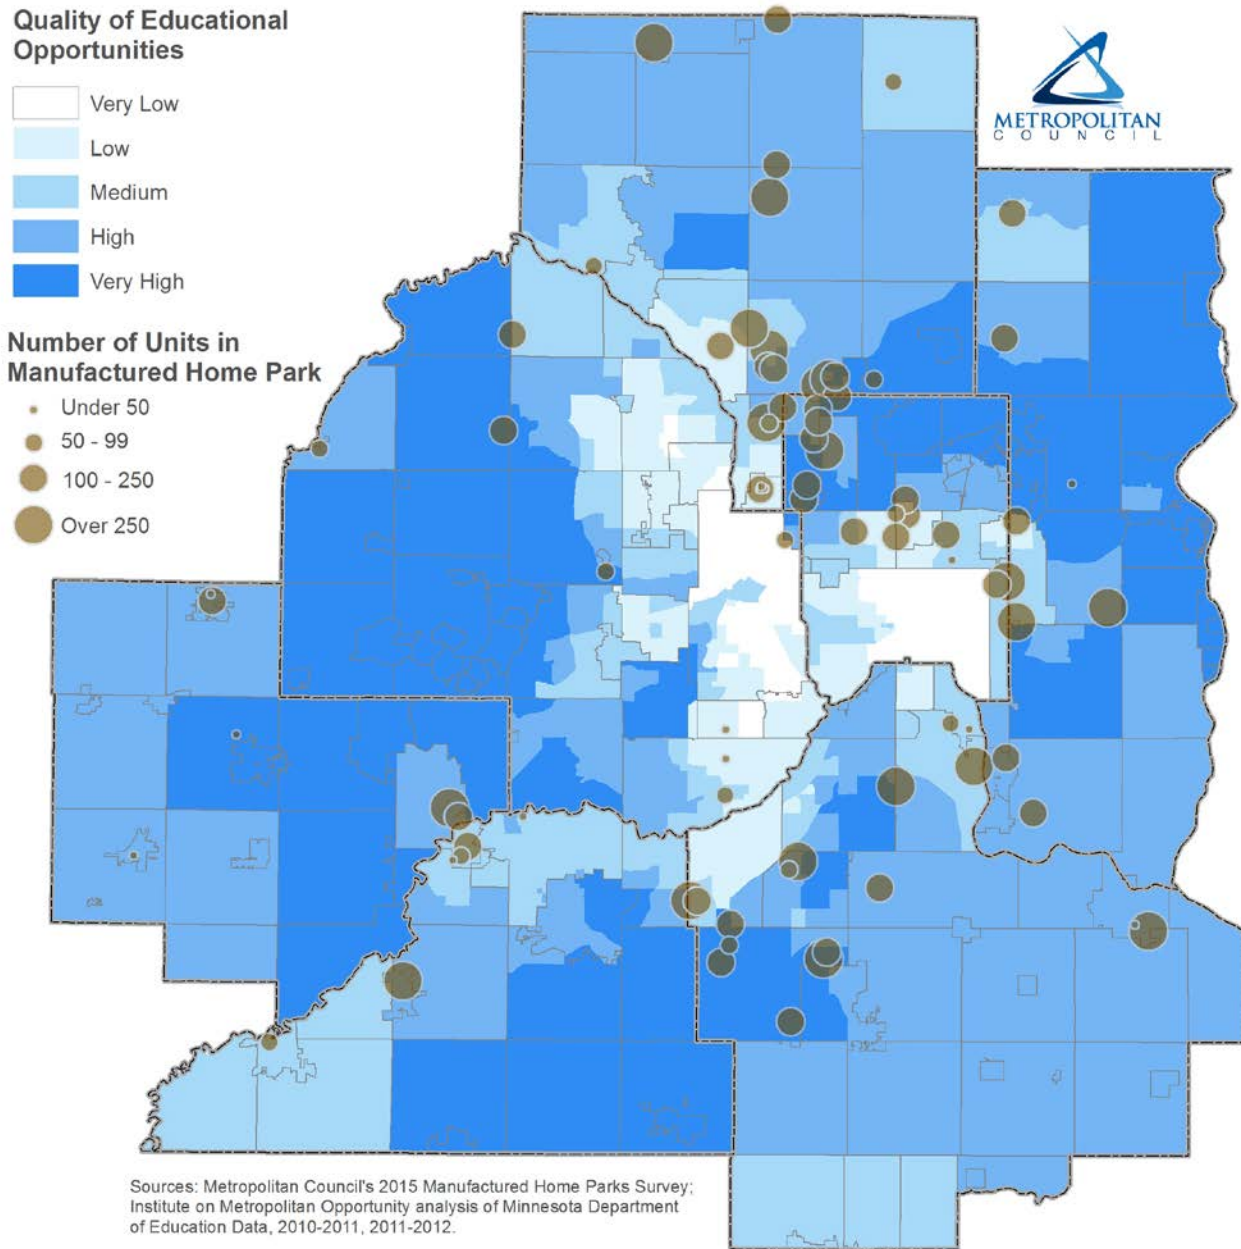 Quality of Educational
Opportunities
Very Low
Low
Medium
High
Very High
Number of Units in
Manufactured Home Park
Under 50
50 - 99
100 - 250
Over 250
METROPOLITAN
COUNCIL
Sources: Metropolitan Council's 2015 Manufactured Home Parks Survey;
Institute on Metropolitan Opportunity analysis of Minnesota Department
of Education Data, 2010-2011, 2011-2012.